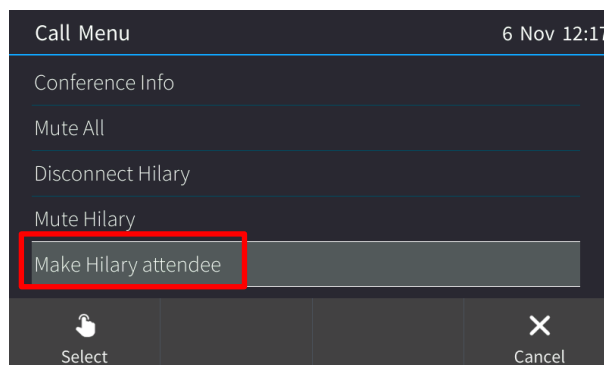 Call Menu 6 Nov 12:17
Conference Info
Mute All
Disconnect Hilary
Mute Hilary
Make Hilary attendee
Select Cancel